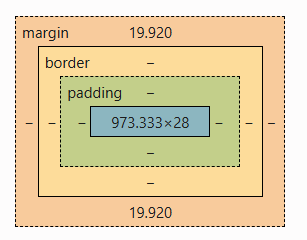 margin 19.920
border –
padding –
– – – 973.333×28 – – –
–
–
19.920